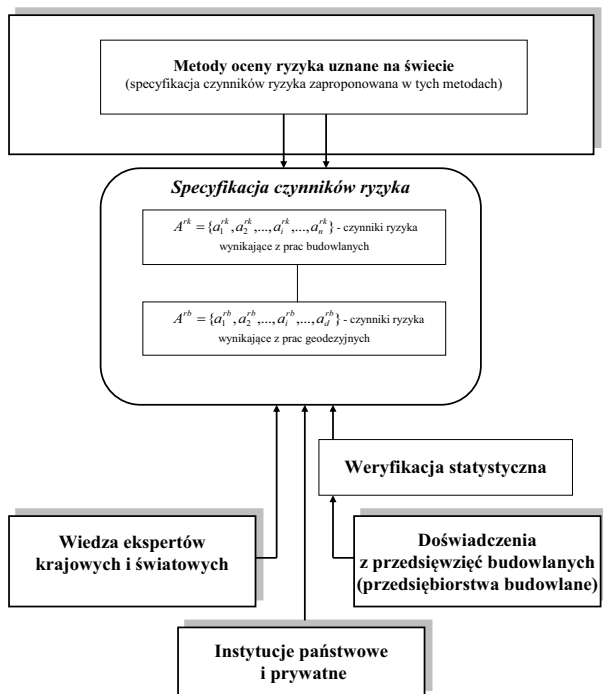 Metody oceny ryzyka uznane na świecie
(specyfikacja czynników ryzyka zaproponowana w tych metodach)
Specyfikacja czynników ryzyka
A^{rk} = {a_1^{rk}, a_2^{rk},..., a_i^{rk},..., a_n^{rk}} - czynniki ryzyka
wynikające z prac budowlanych
A^{rb} = {a_1^{rb}, a_2^{rb},..., a_i^{rb},..., a_d^{rb}} - czynniki ryzyka
wynikające z prac geodezyjnych
Weryfikacja statystyczna
Wiedza ekspertów
krajowych i światowych
Doświadczenia
z przedsięwzięć budowlanych
(przedsiębiorstwa budowlane)
Instytucje państwowe
i prywatne